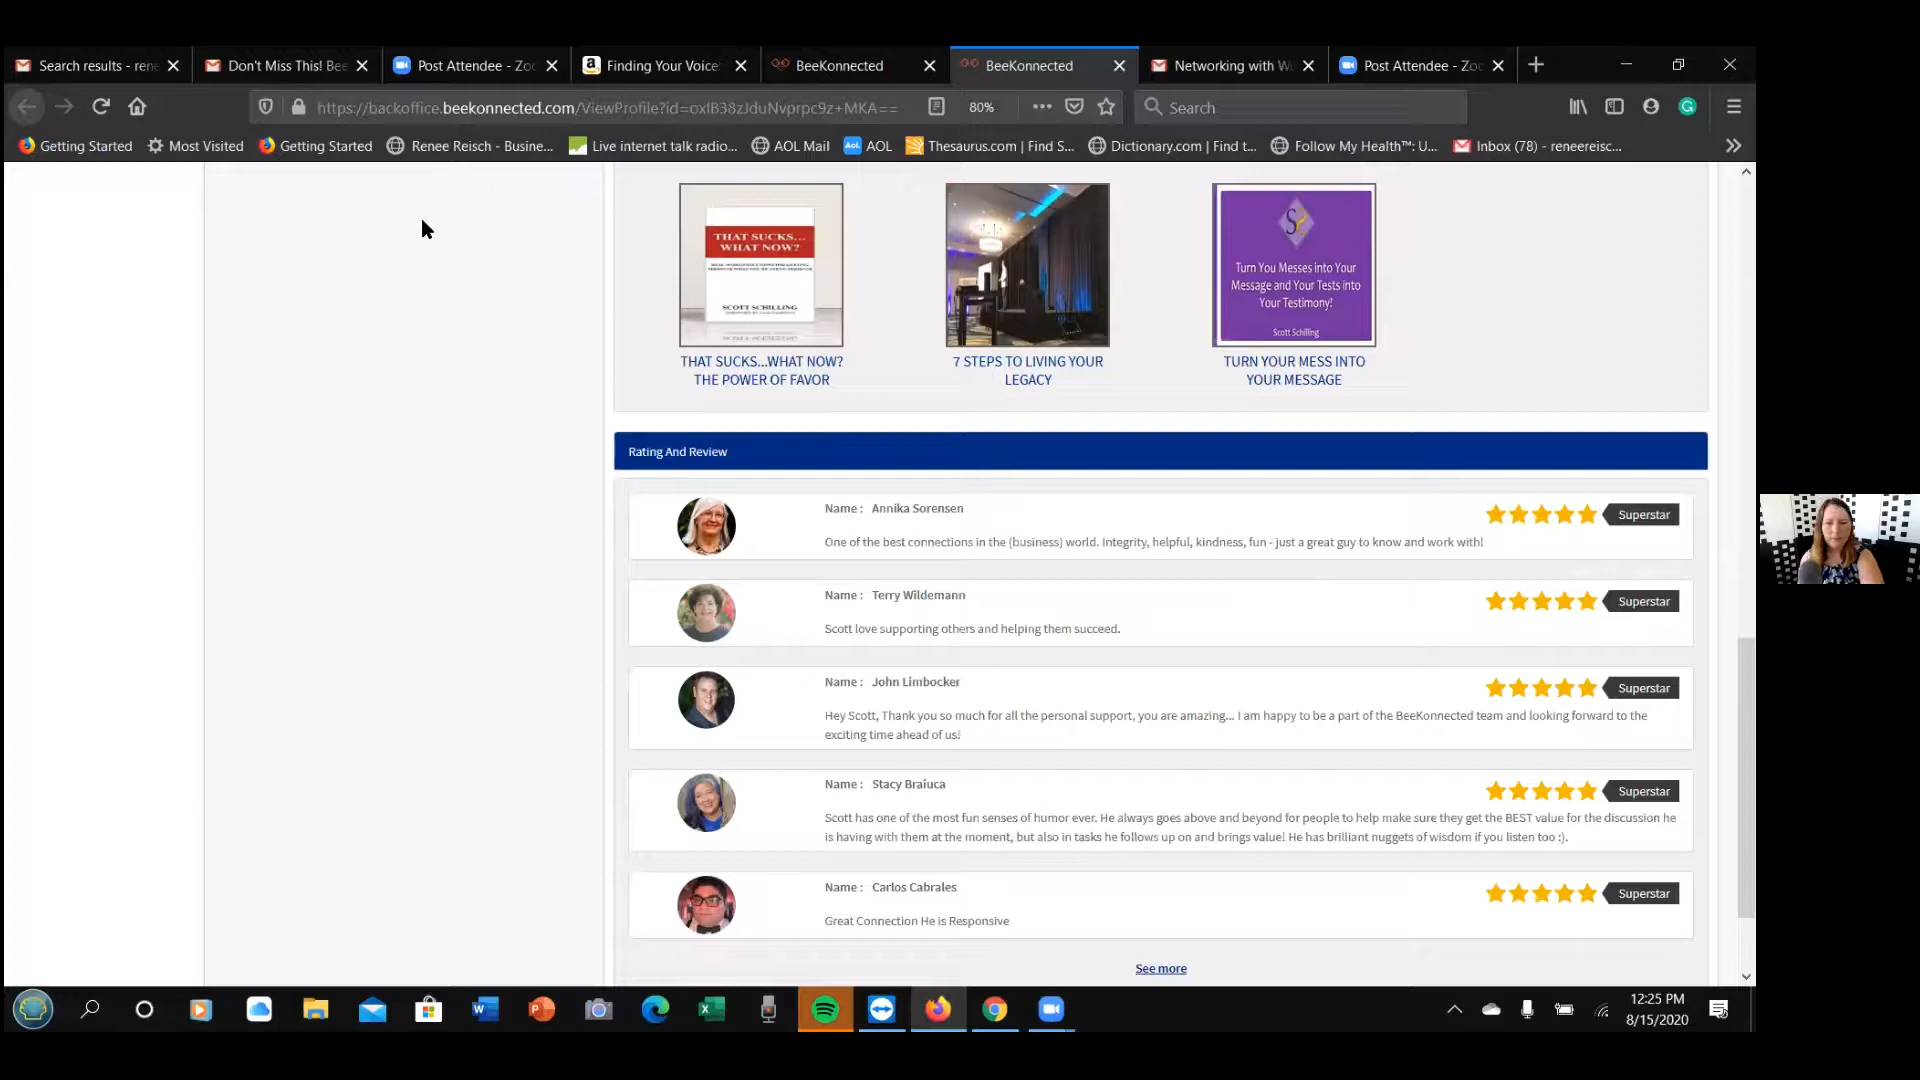 Search results - rene
Don't Miss This! Bee
Post Attendee - Zoo
Finding Your Voice:
BeeKonnected
BeeKonnected
Networking with Wo
Post Attendee - Zoo
https://backoffice.beekonnected.com/ViewProfile?id=oxIB38zJduNvprpc9z+MKA==
80%
Search
Getting Started
Most Visited
Getting Started
Renee Reisch - Busine...
Live internet talk radio...
AOL Mail
Aol.
AOL
Thesaurus.com | Find S...
Dictionary.com | Find t...
Follow My Health™: U...
Inbox (78) - reneereisc...
THAT SUCKS...
WHAT NOW?
SCOTT SCHILLING
Turn You Messes into Your
Message and Your Tests into
Your Testimony!
Scott Schilling
THAT SUCKS...WHAT NOW?
THE POWER OF FAVOR
7 STEPS TO LIVING YOUR
LEGACY
TURN YOUR MESS INTO
YOUR MESSAGE
Rating And Review
Name : Annika Sorensen
Superstar
One of the best connections in the (business) world. Integrity, helpful, kindness, fun - just a great guy to know and work with!
Name : Terry Wildemann
Superstar
Scott love supporting others and helping them succeed.
Name : John Limbocker
Superstar
Hey Scott, Thank you so much for all the personal support, you are amazing... I am happy to be a part of the BeeKonnected team and looking forward to the
exciting time ahead of us!
Name : Stacy Braiuca
Superstar
Scott has one of the most fun senses of humor ever. He always goes above and beyond for people to help make sure they get the BEST value for the discussion he
is having with them at the moment, but also in tasks he follows up on and brings value! He has brilliant nuggets of wisdom if you listen too :).
Name : Carlos Cabrales
Superstar
Great Connection He is Responsive
See more
12:25 PM
8/15/2020